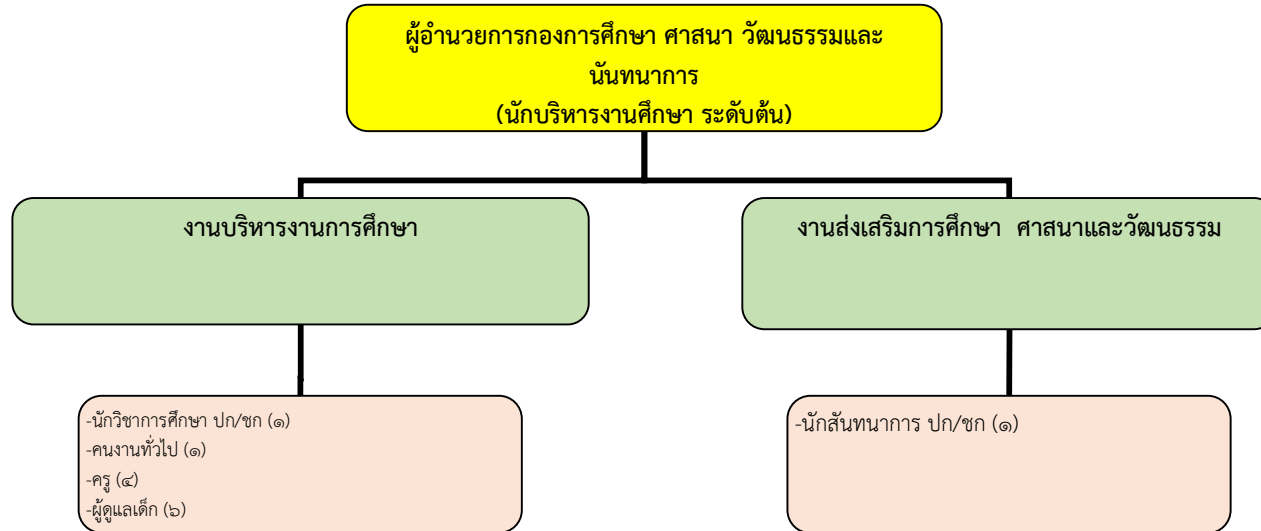 ผู้อำนวยการกองการศึกษา ศาสนา วัฒนธรรมและ
นันทนาการ
(นักบริหารงานศึกษา ระดับต้น)
งานบริหารงานการศึกษา
งานส่งเสริมการศึกษา ศาสนาและวัฒนธรรม
-นักวิชาการศึกษา ปก/ชก (๑)
-คนงานทั่วไป (๑)
-ครู (๔)
-ผู้ดูแลเด็ก (๖)
-นักสันทนาการ ปก/ชก (๑)